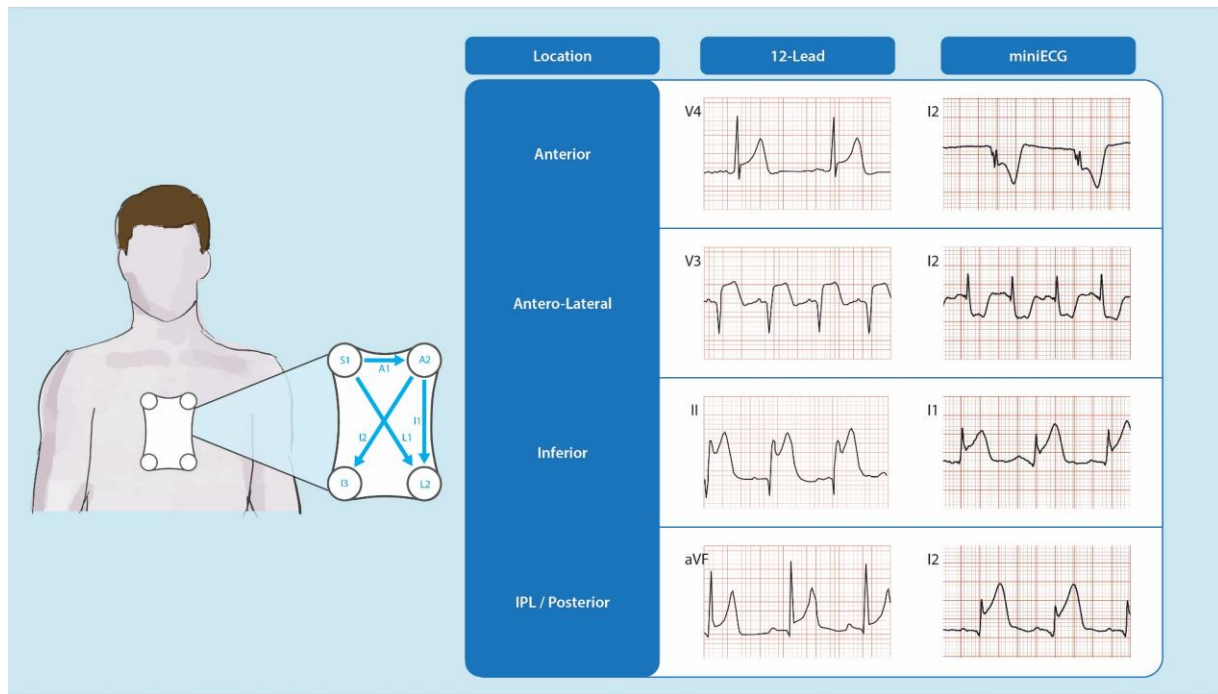 Location
12-Lead
miniECG
Anterior
V4
I2
Antero-Lateral
V3
I2
Inferior
II
I1
IPL / Posterior
aVF
I2
S1
A1
A2
I2
L1
I1
I3
L2